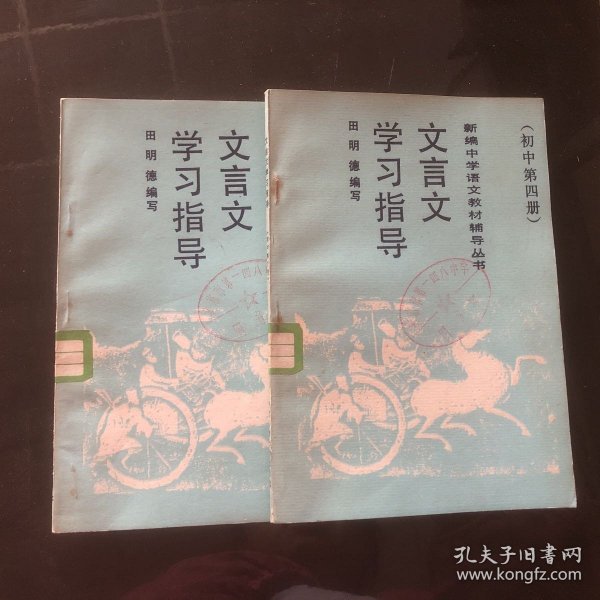 文言文
学习指导
田明德编写
(初中第四册)
新编中学语文教材辅导丛书
文言文
学习指导
田明德编写
孔夫子旧书网
www.kongfz.com